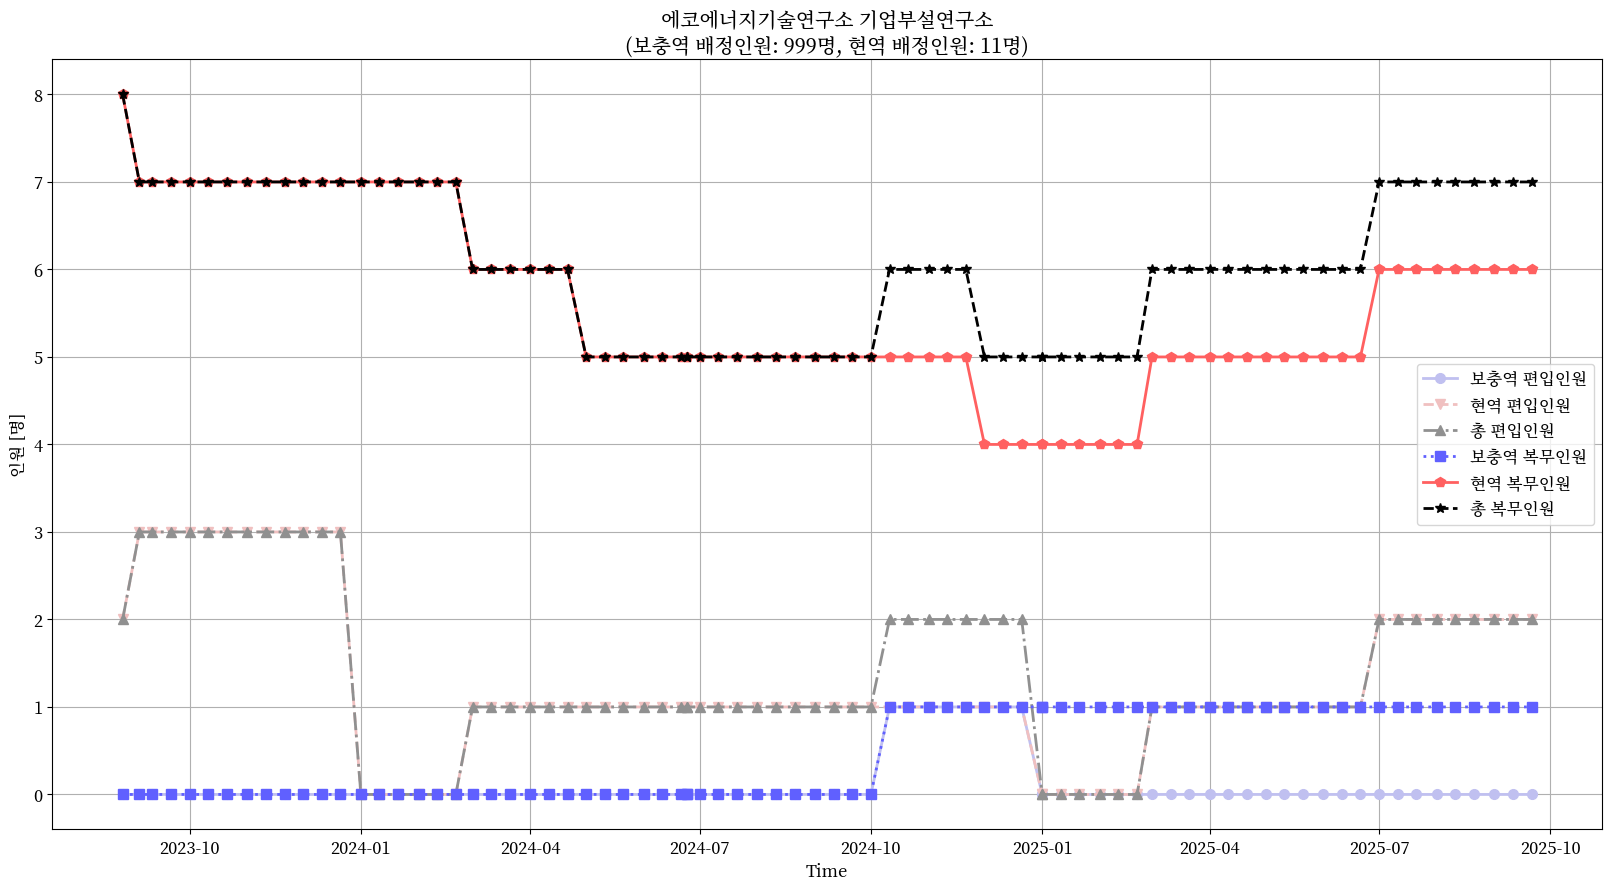 에코에너지기술연구소 기업부설연구소
(보충역 배정인원: 999명, 현역 배정인원: 11명)
인원 [명]
8
7
6
5
4
3
2
1
0
보충역 편입인원
현역 편입인원
총 편입인원
보충역 복무인원
현역 복무인원
총 복무인원
2023-10
2024-01
2024-04
2024-07
2024-10
2025-01
2025-04
2025-07
2025-10
Time